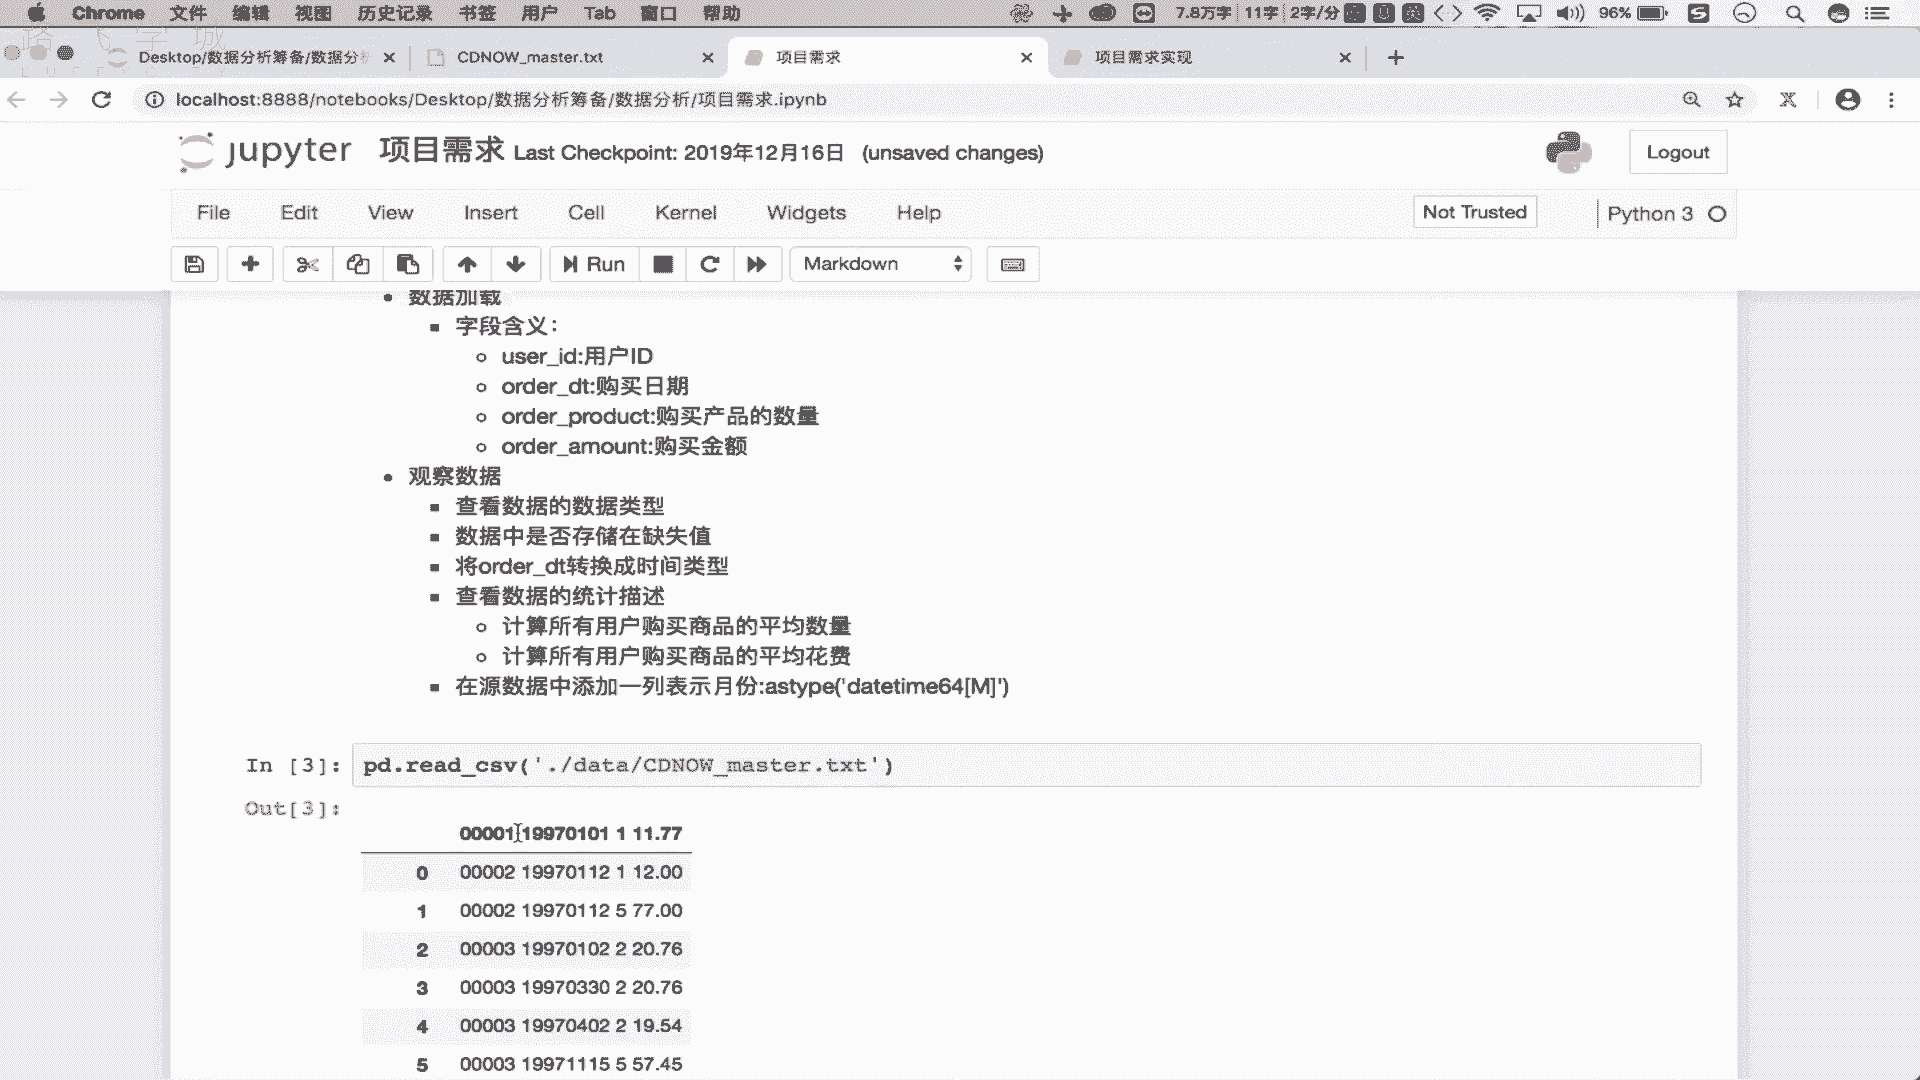 Chrome 文件 编辑 视图 历史记录 书签 用户 Tab 窗口 帮助 7.8万字 11字 2字/分 96%
Desktop/数据分析筹备/数据分 CDNOW_master.txt 项目需求 项目需求实现
localhost:8888/notebooks/Desktop/数据分析筹备/数据分析/项目需求.ipynb
jupyter 项目需求 Last Checkpoint: 2019年12月16日 (unsaved changes) Logout
File Edit View Insert Cell Kernel Widgets Help Not Trusted Python 3
Run Markdown
数据加载
字段含义：
user_id:用户ID
order_dt:购买日期
order_product:购买产品的数量
order_amount:购买金额
观察数据
查看数据的数据类型
数据中是否存储在缺失值
将order_dt转换成时间类型
查看数据的统计描述
计算所有用户购买商品的平均数量
计算所有用户购买商品的平均花费
在源数据中添加一列表示月份:astype('datetime64[M]')
In [3]: pd.read_csv('./data/CDNOW_master.txt')
Out[3]:
00001 19970101 1 11.77
0 00002 19970112 1 12.00
1 00002 19970112 5 77.00
2 00003 19970102 2 20.76
3 00003 19970330 2 20.76
4 00003 19970402 2 19.54
5 00003 19971115 5 57.45